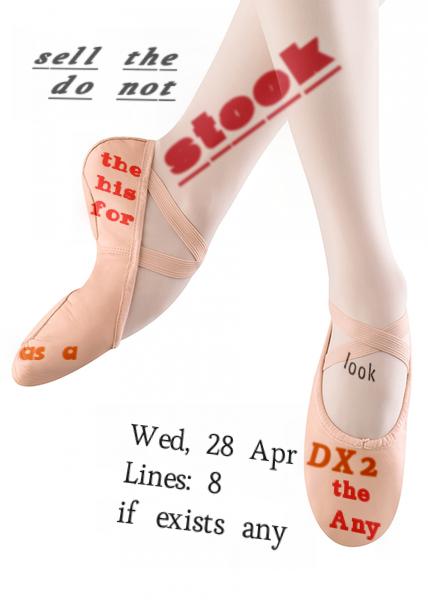 sell the
do not
stook
the
his
for
as a
look
Wed, 28 Apr
Lines: 8
if exists any
DX2
the
Any